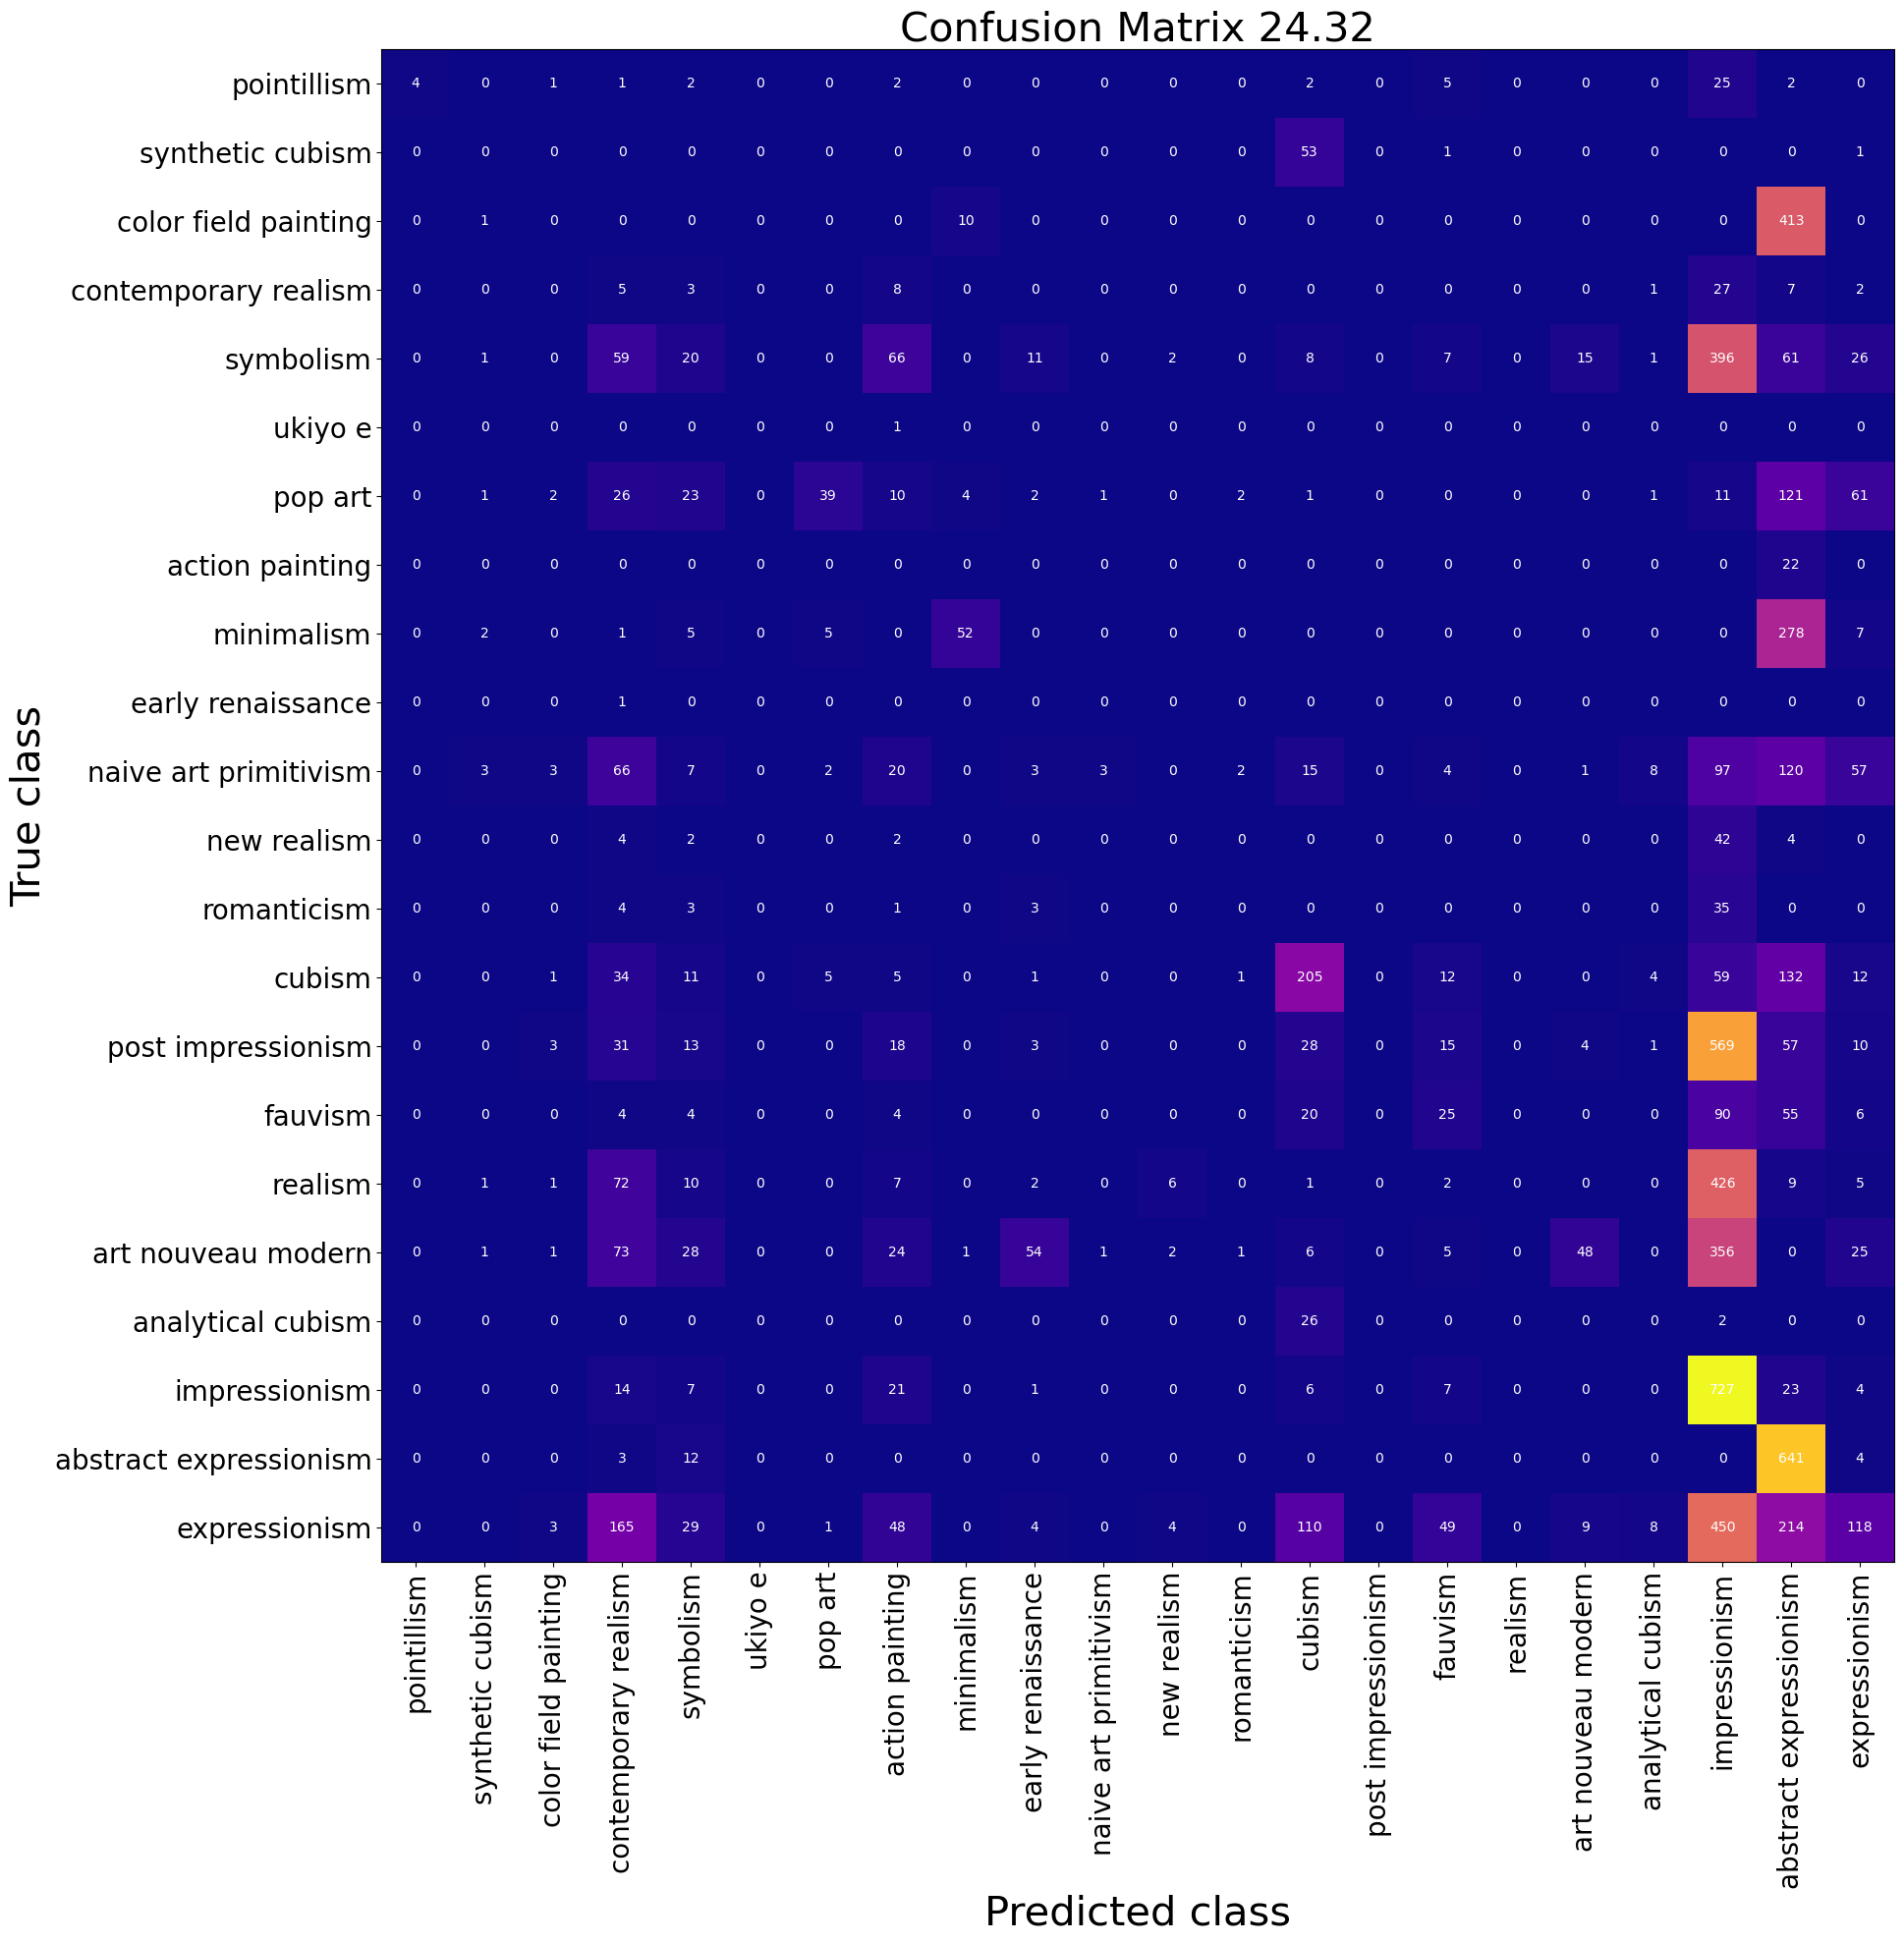 Confusion Matrix 24.32
True class
pointillism 4 0 1 1 2 0 0 2 0 0 0 0 0 2 0 5 0 0 0 25 2 0
synthetic cubism 0 0 0 0 0 0 0 0 0 0 0 0 0 53 0 1 0 0 0 0 0 1
color field painting 0 1 0 0 0 0 0 0 10 0 0 0 0 0 0 0 0 0 0 0 413 0
contemporary realism 0 0 0 5 3 0 0 8 0 0 0 0 0 0 0 0 0 0 1 27 7 2
symbolism 0 1 0 59 20 0 0 66 0 11 0 2 0 8 0 7 0 15 1 396 61 26
ukiyo e 0 0 0 0 0 0 0 1 0 0 0 0 0 0 0 0 0 0 0 0 0 0
pop art 0 1 2 26 23 0 39 10 4 2 1 0 2 1 0 0 0 0 1 11 121 61
action painting 0 0 0 0 0 0 0 0 0 0 0 0 0 0 0 0 0 0 0 0 22 0
minimalism 0 2 0 1 5 0 5 0 52 0 0 0 0 0 0 0 0 0 0 0 278 7
early renaissance 0 0 0 1 0 0 0 0 0 0 0 0 0 0 0 0 0 0 0 0 0 0
naive art primitivism 0 3 3 66 7 0 2 20 0 3 3 0 2 15 0 4 0 1 8 97 120 57
new realism 0 0 0 4 2 0 0 2 0 0 0 0 0 0 0 0 0 0 0 42 4 0
romanticism 0 0 0 4 3 0 0 1 0 3 0 0 0 0 0 0 0 0 0 35 0 0
cubism 0 0 1 34 11 0 5 5 0 1 0 0 1 205 0 12 0 0 4 59 132 12
post impressionism 0 0 3 31 13 0 0 18 0 3 0 0 0 28 0 15 0 4 1 569 57 10
fauvism 0 0 0 4 4 0 0 4 0 0 0 0 0 20 0 25 0 0 0 90 55 6
realism 0 1 1 72 10 0 0 7 0 2 0 6 0 1 0 2 0 0 0 426 9 5
art nouveau modern 0 1 1 73 28 0 0 24 1 54 1 2 1 6 0 5 0 48 0 356 0 25
analytical cubism 0 0 0 0 0 0 0 0 0 0 0 0 0 26 0 0 0 0 0 2 0 0
impressionism 0 0 0 14 7 0 0 21 0 1 0 0 0 6 0 7 0 0 0 727 23 4
abstract expressionism 0 0 0 3 12 0 0 0 0 0 0 0 0 0 0 0 0 0 0 0 641 4
expressionism 0 0 3 165 29 0 1 48 0 4 0 4 0 110 0 49 0 9 8 450 214 118
pointillism
synthetic cubism
color field painting
contemporary realism
symbolism
ukiyo e
pop art
action painting
minimalism
early renaissance
naive art primitivism
new realism
romanticism
cubism
post impressionism
fauvism
realism
art nouveau modern
analytical cubism
impressionism
abstract expressionism
expressionism
Predicted class